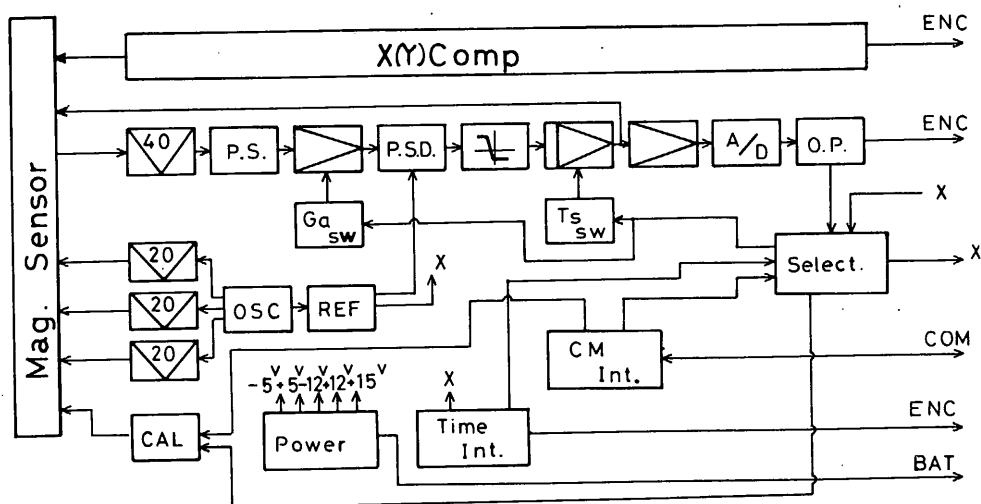 ENC
X(Y)Comp
Mag. Sensor
40
P.S.
P.S.D.
A/D
O.P.
ENC
Ga sw
Ts sw
X
20
20
20
OSC
REF
X
Select.
X
CM Int.
COM
-5V +5V -12V +12V +15V
X
CAL
Power
Time Int.
ENC
BAT